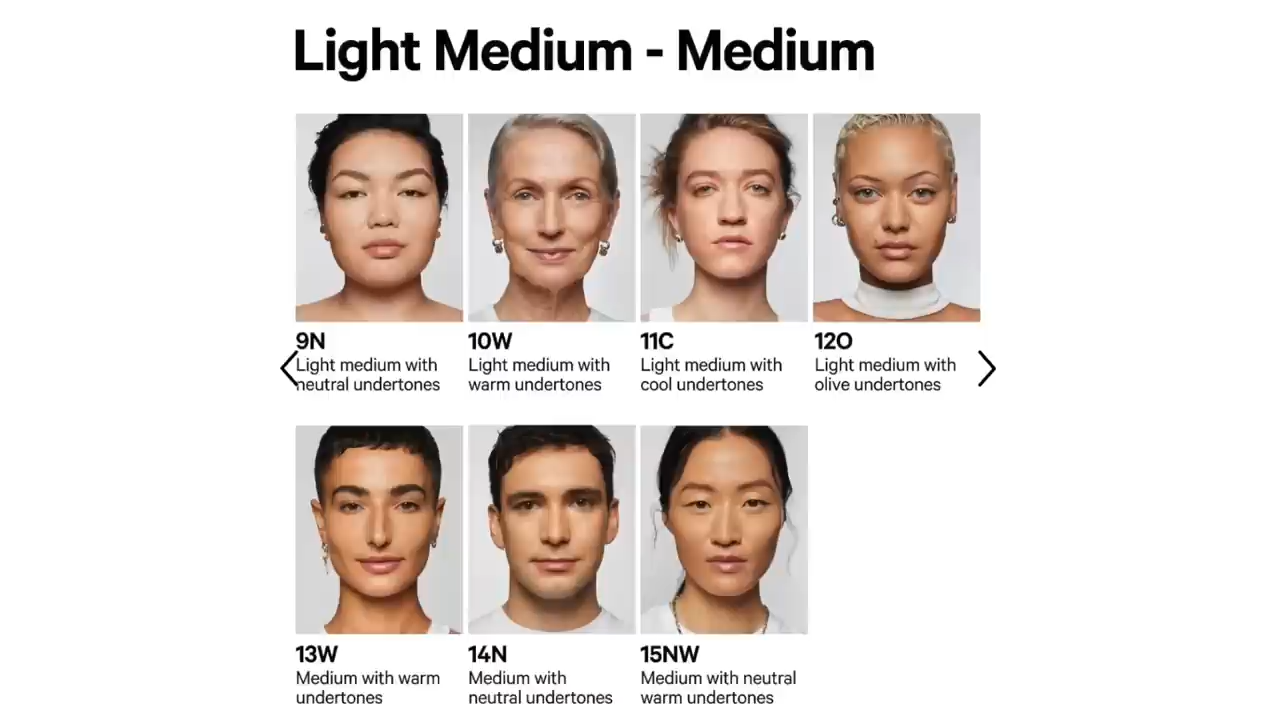 Light Medium - Medium
9N
Light medium with
neutral undertones
10W
Light medium with
warm undertones
11C
Light medium with
cool undertones
12O
Light medium with
olive undertones
13W
Medium with warm
undertones
14N
Medium with
neutral undertones
15NW
Medium with neutral
warm undertones